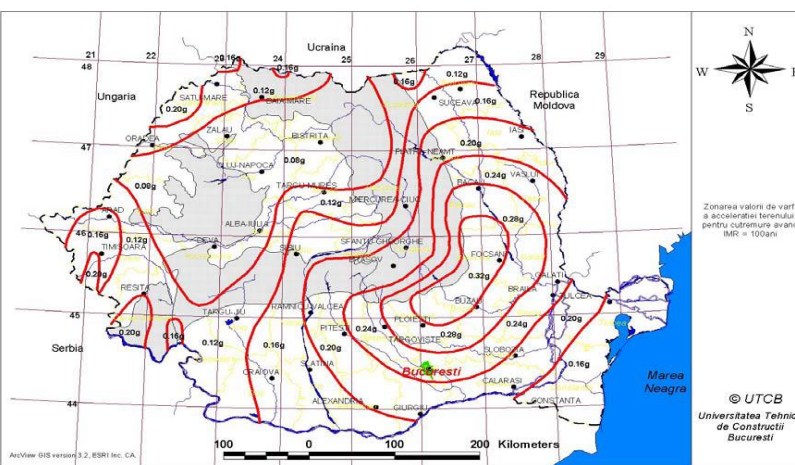 21 22 23 24 25 26 27 28 29
Ucraina
48
0.16g
0.16g
0.16g
0.12g
Ungaria
Republica
Moldova
SATU-MARE
0.12g
BAIA-MARE
0.20g
SUCEAVA
0.16g
ZALAU
ORADEA
BISTRITA
IASI
0.20g
47
PIATRA-NEAMT
CLUJ-NAPOCA
0.08g
0.24g
VASLUI
0.08g
TARGU-MURES
BACAU
0.12g
MIERCUREA-CIUC
ARAD
0.28g
ALBA-IULIA
46
0.16g
0.12g
TIMISOARA
DEVA
SIBIU
SFANTU-GHEORGHE
BRASOV
FOCSANI
0.20g
0.32g
GALATI
RESITA
BRAILA
TULCEA
RAMNICU-VALCEA
BUZAU
45
TARGU-JIU
0.20g
0.16g
PITESTI
0.24g
PLOIESTI
0.24g
0.20g
TARGOVISTE
0.28g
Serbia
0.12g
0.16g
0.20g
SLOBOZIA
0.16g
SLATINA
Bucuresti
CRAIOVA
CALARASI
Marea
Neagra
ALEXANDRIA
GIURGIU
CONSTANTA
44
100 0 100 200 Kilometers
ArcView GIS version 3.2, ESRI Inc. CA.
N
W
S
Zonarea valorii de varf
a acceleratiei terenului
pentru cutremure avand
IMR = 100ani
© UTCB
Universitatea Tehnic
de Constructii
Bucuresti